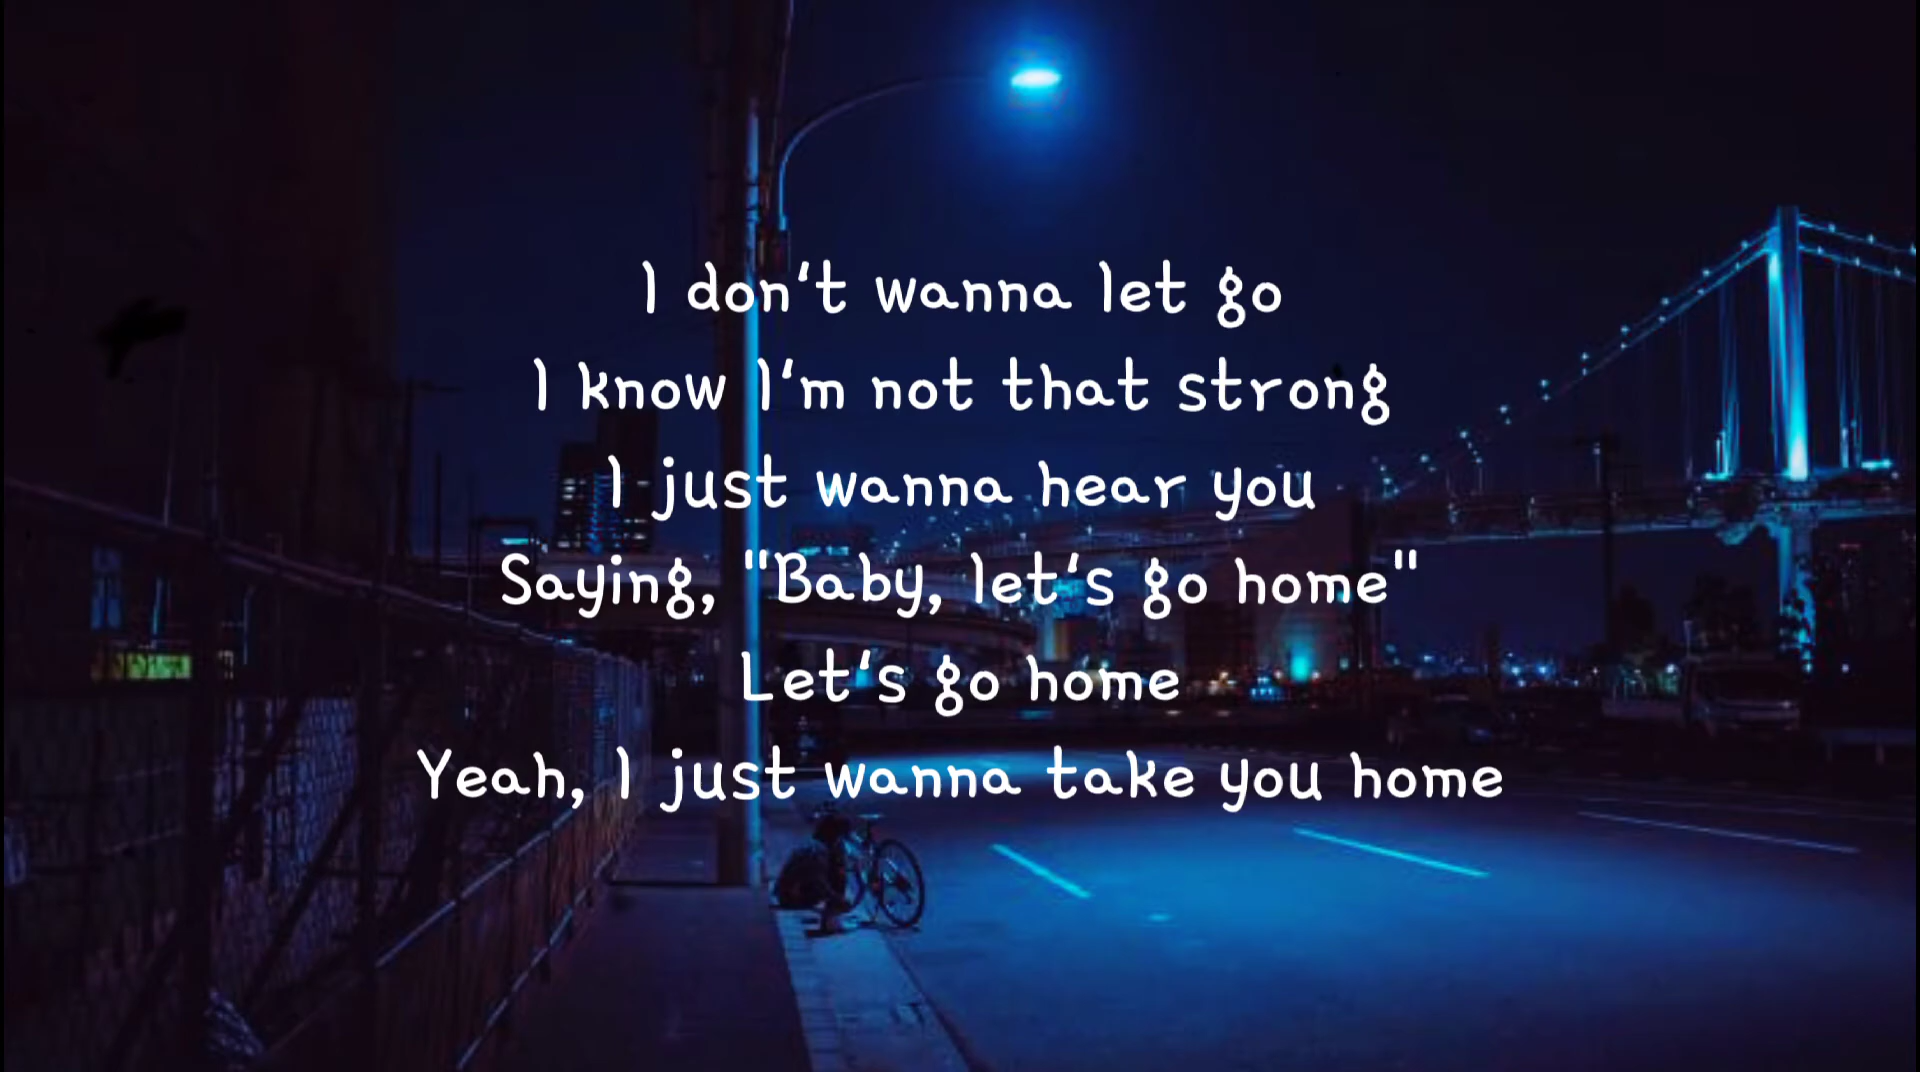 I don't wanna let go
I know I'm not that strong
I just wanna hear you
Saying, "Baby, let's go home"
Let's go home
Yeah, I just wanna take you home